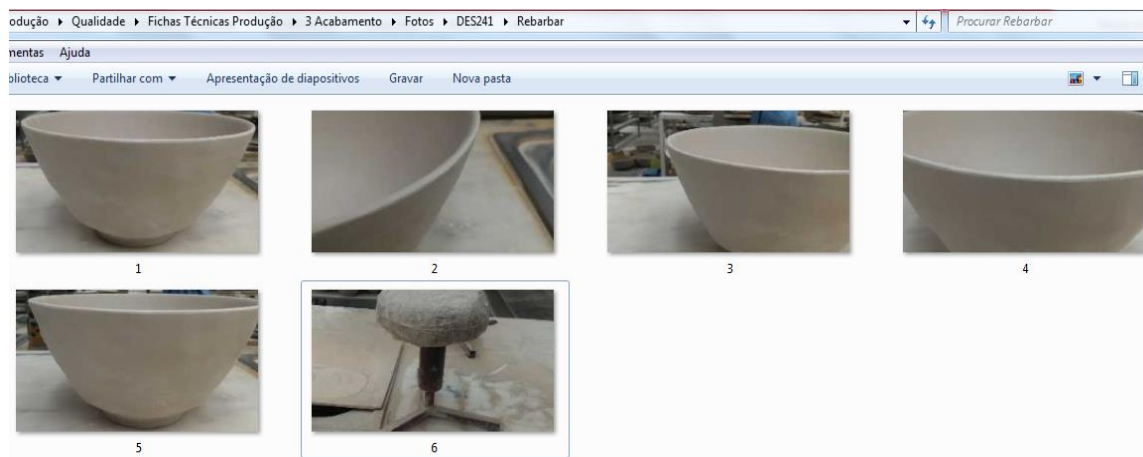 odução ▸ Qualidade ▸ Fichas Técnicas Produção ▸ 3 Acabamento ▸ Fotos ▸ DES241 ▸ Rebarbar Procurar Rebarbar
mentas Ajuda
blioteca Partilhar com Apresentação de diapositivos Gravar Nova pasta
1 2 3 4
5 6